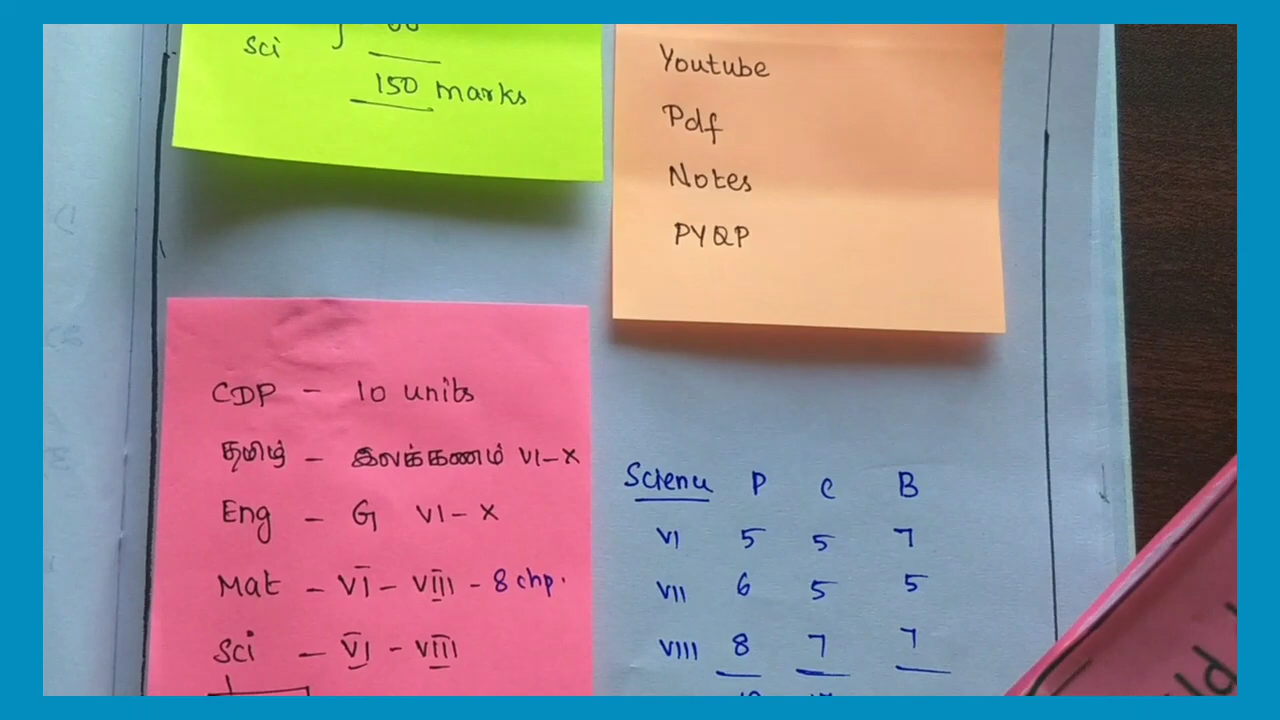 Sci
150 marks
Youtube
Pdf
Notes
PYQP
CDP - 10 units
தமிழ் - இலக்கணம் VI-X
Eng - G VI-X
Mat - VI - VIII - 8 chp.
Sci - VI - VIII
Science P C B
VI 5 5 7
VII 6 5 5
VIII 8 7 7